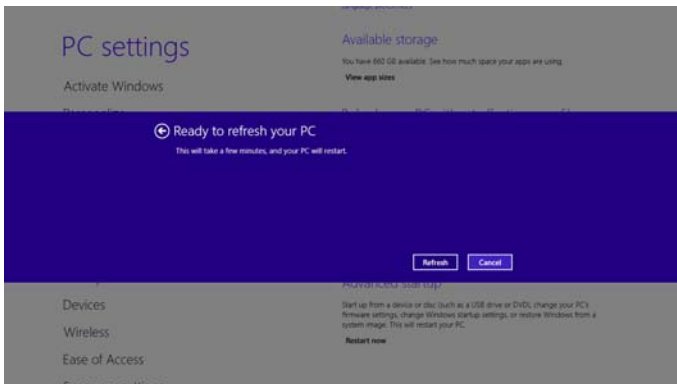 PC settings
Activate Windows
Available storage
You have 660 GB available. See how much space your apps are using.
View app sizes
Ready to refresh your PC
This will take a few minutes, and your PC will restart.
Refresh
Cancel
Devices
Wireless
Ease of Access
Advanced startup
Start up from a device or disc (such as a USB drive or DVD), change your PC's
firmware settings, change Windows startup settings, or restore Windows from a
system image. This will restart your PC.
Restart now